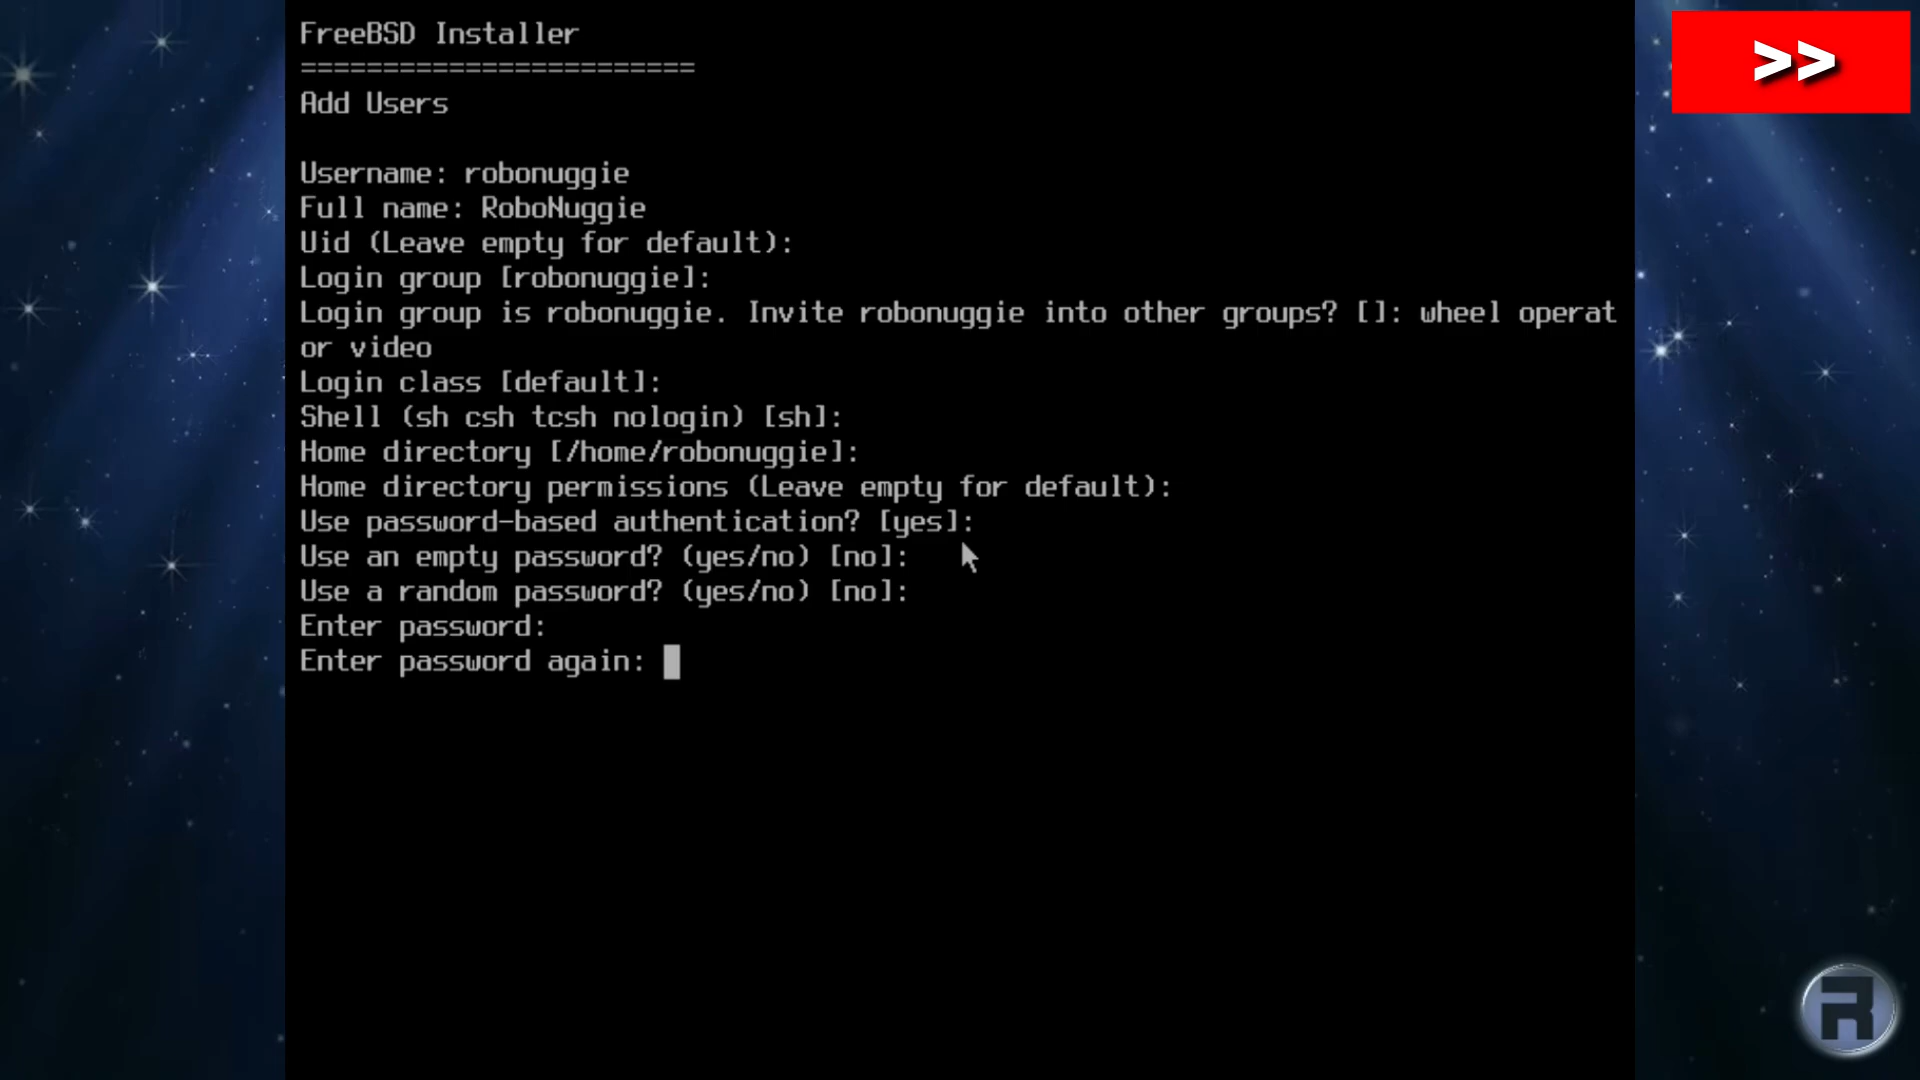 FreeBSD Installer
========================
Add Users
>>
Username: robonuggie
Full name: RoboNuggie
Uid (Leave empty for default):
Login group [robonuggie]:
Login group is robonuggie. Invite robonuggie into other groups? []: wheel operat
or video
Login class [default]:
Shell (sh csh tcsh nologin) [sh]:
Home directory [/home/robonuggie]:
Home directory permissions (Leave empty for default):
Use password-based authentication? [yes]:
Use an empty password? (yes/no) [no]:
Use a random password? (yes/no) [no]:
Enter password:
Enter password again:
R